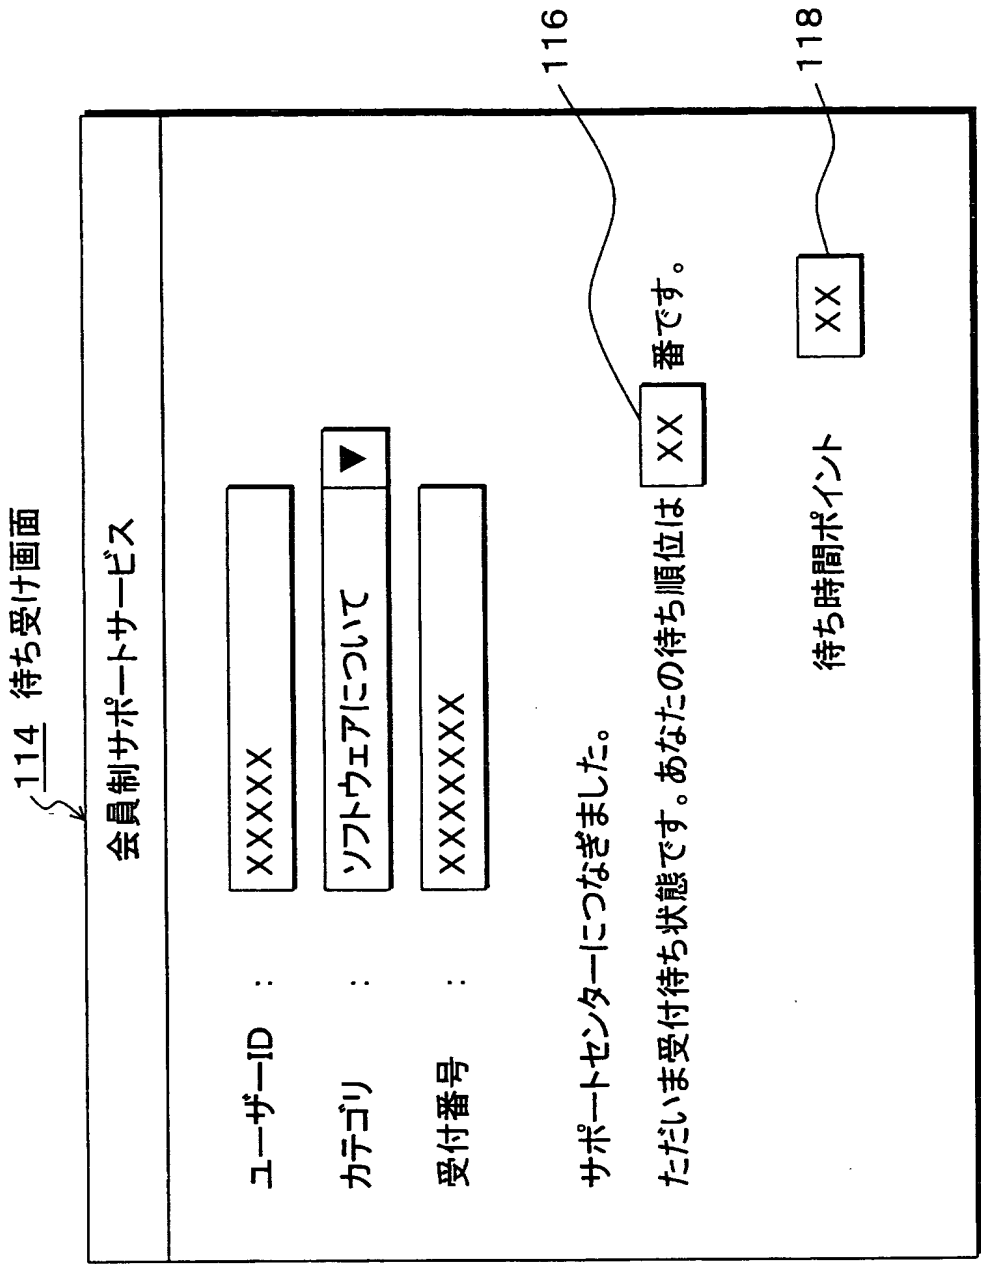 114 待ち受け画面
会員制サポートサービス
ユーザーID : XXXXX
カテゴリ : ソフトウェアについて ▼
受付番号 : XXXXXXX
サポートセンターにつなぎました。
ただいま受付待ち状態です。あなたの待ち順位は XX 番です。
116
待ち時間ポイント XX
118